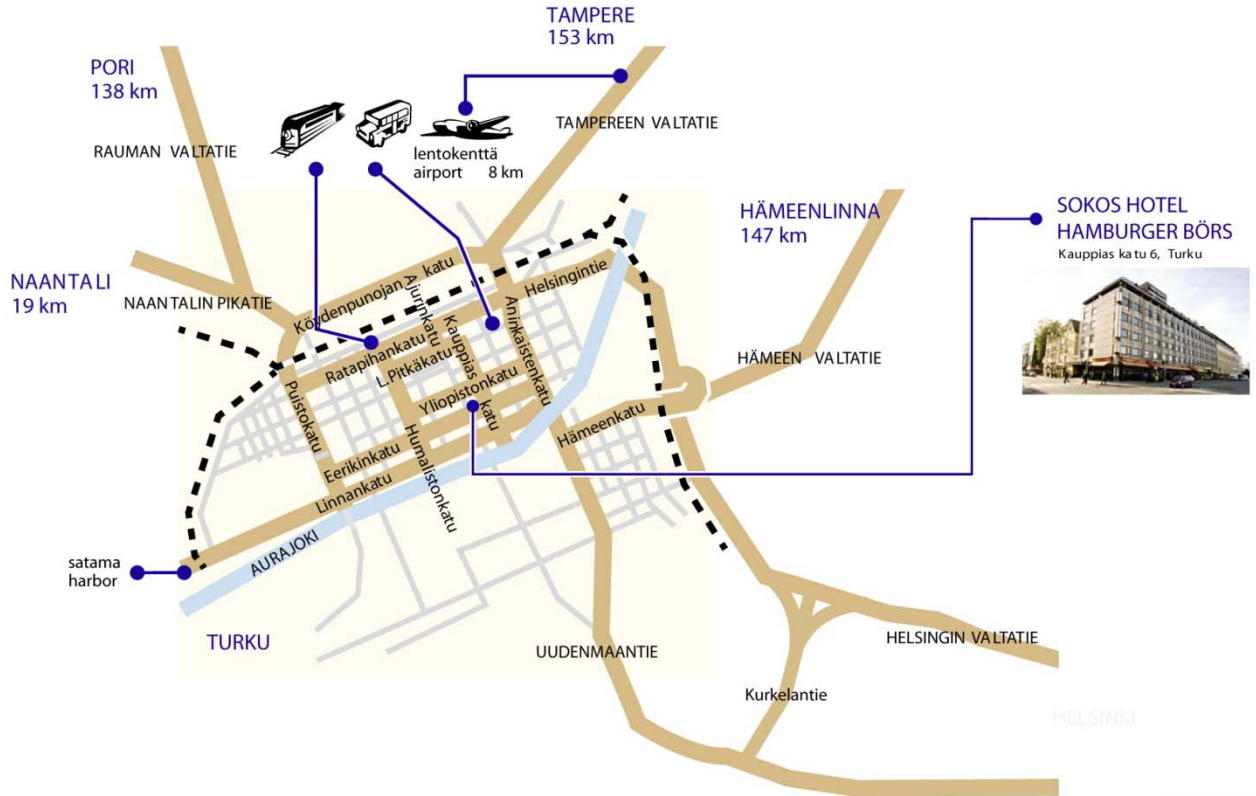 TAMPERE
153 km
PORI
138 km
TAMPEREEN VALTATIE
RAUMAN VALTATIE
lentokenttä
airport 8 km
HÄMEENLINNA
147 km
SOKOS HOTEL
HAMBURGER BÖRS
Kauppias katu 6, Turku
NAANTALI
19 km
NAANTALIN PIKATIE
Köydenpunojan katu
Ajurinkatu
Helsingintie
Aninkaistenkatu
Kauppias katu
Ratapihankatu
L.Pitkäkatu
HÄMEEN VALTATIE
Yliopistonkatu
Puistokatu
Hämeenkatu
Humalistonkatu
Eerikinkatu
Linnankatu
AURAJOKI
satama
harbor
TURKU
UUDENMAANTIE
HELSINGIN VALTATIE
Kurkelantie
HELSINKI